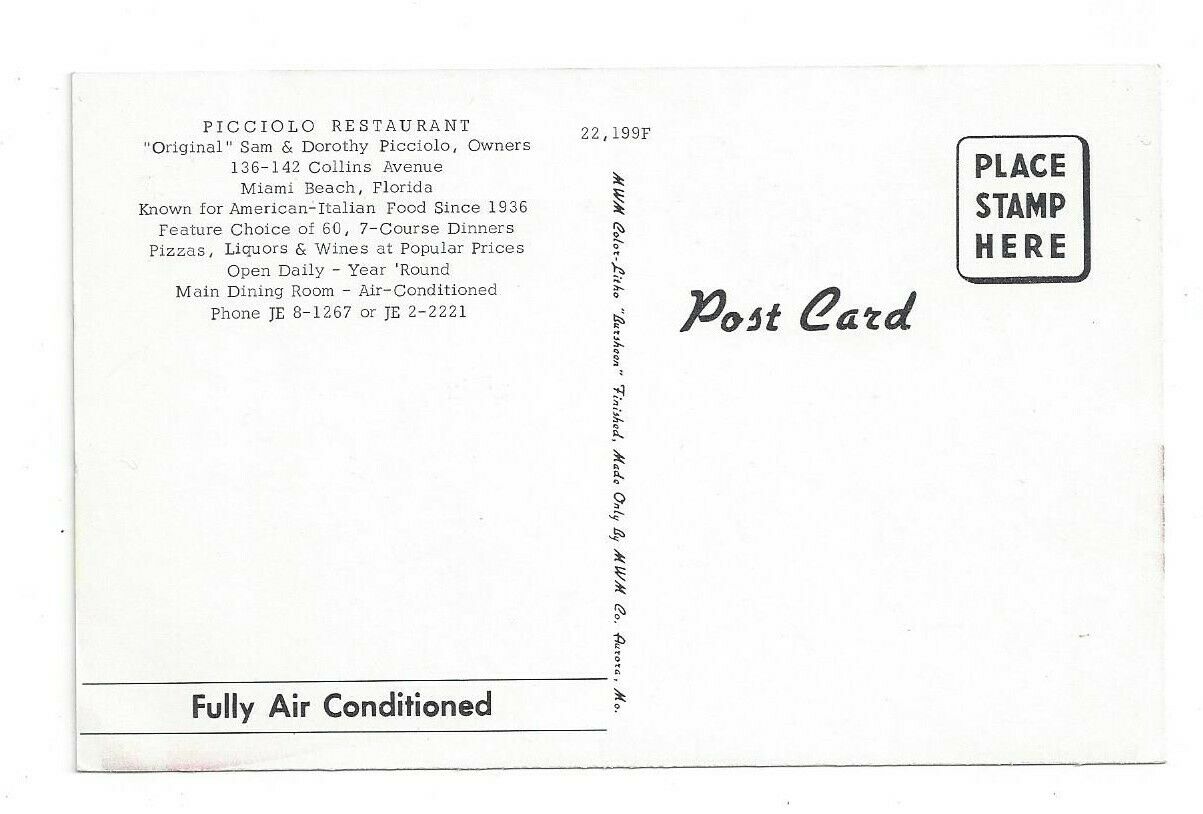 PICCIOLO RESTAURANT
"Original" Sam & Dorothy Picciolo, Owners
136-142 Collins Avenue
Miami Beach, Florida
Known for American-Italian Food Since 1936
Feature Choice of 60, 7-Course Dinners
Pizzas, Liquors & Wines at Popular Prices
Open Daily - Year 'Round
Main Dining Room - Air-Conditioned
Phone JE 8-1267 or JE 2-2221
Fully Air Conditioned
22,199F
MWM Color-Litho "Bursheen" Finished, Made Only By MWM Co. Aurora, Mo.
PLACE
STAMP
HERE
Post Card